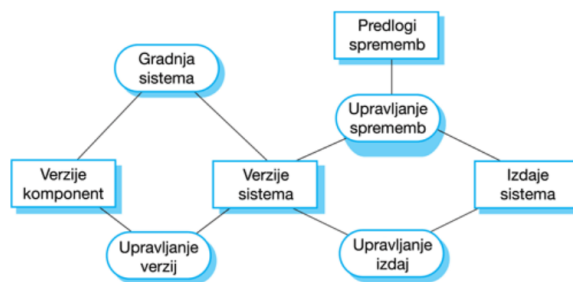 Predlogi
sprememb
Gradnja
sistema
Upravljanje
sprememb
Verzije
komponent
Verzije
sistema
Izdaje
sistema
Upravljanje
verzij
Upravljanje
izdaj